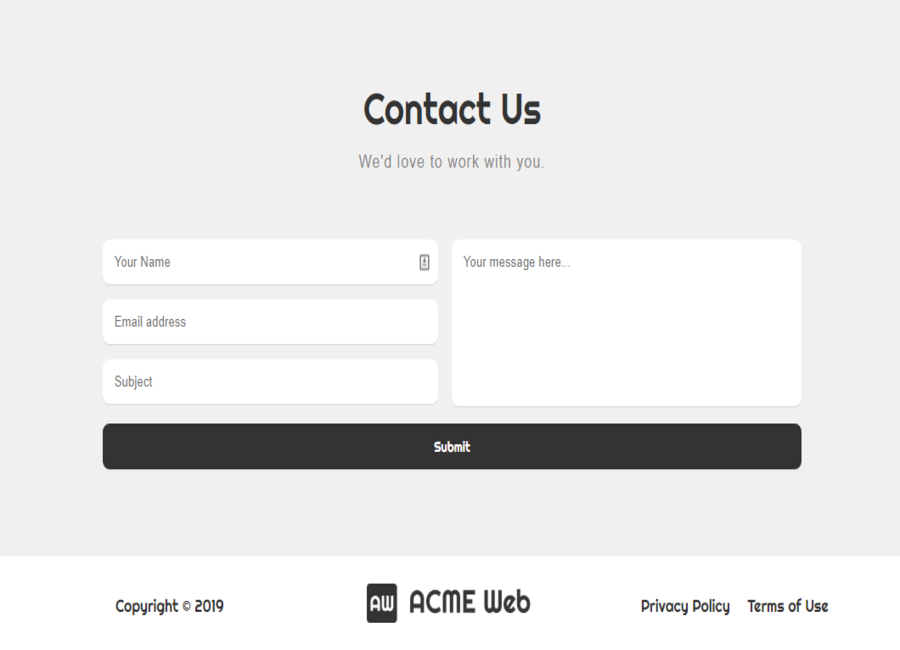 Contact Us
We'd love to work with you.
Your Name
Email address
Subject
Your message here...
Submit
Copyright © 2019
AW ACME Web
Privacy Policy Terms of Use